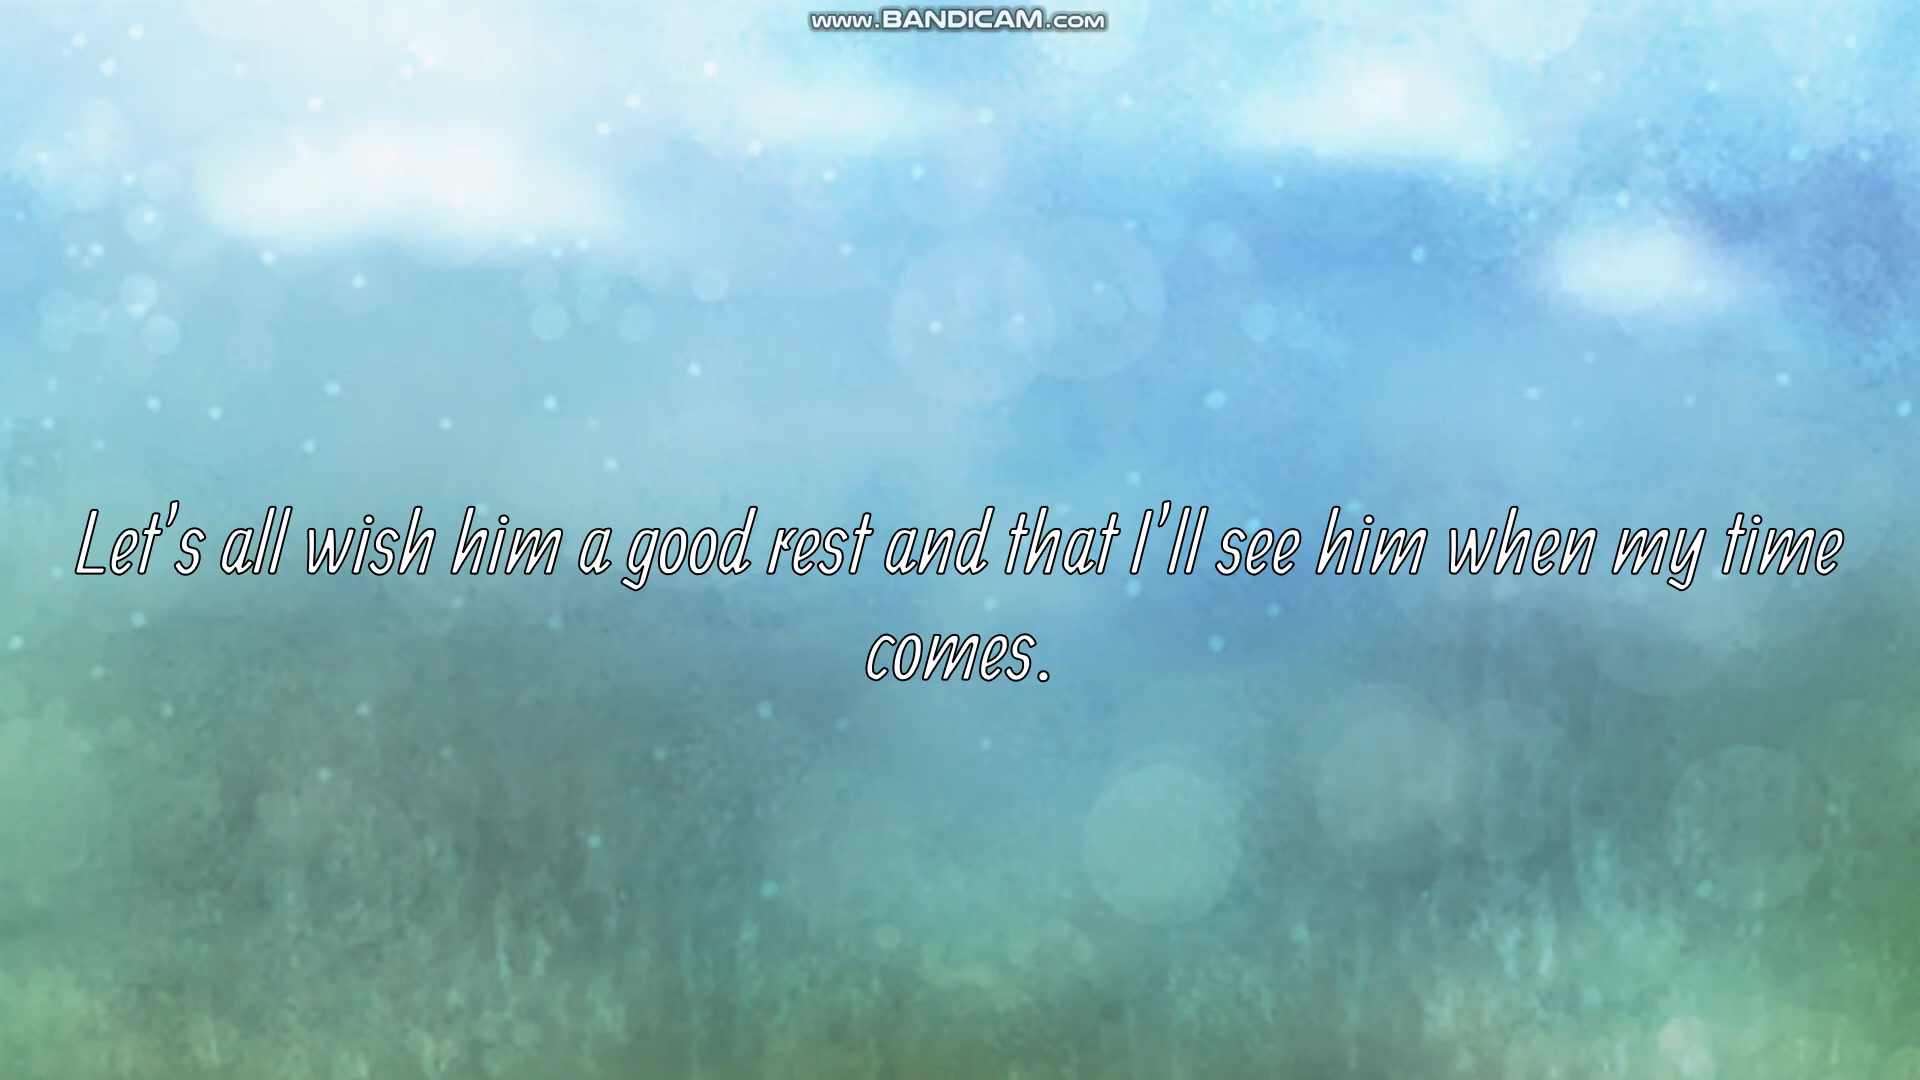 www.BANDICAM.com
Let's all wish him a good rest and that I'll see him when my time
comes.